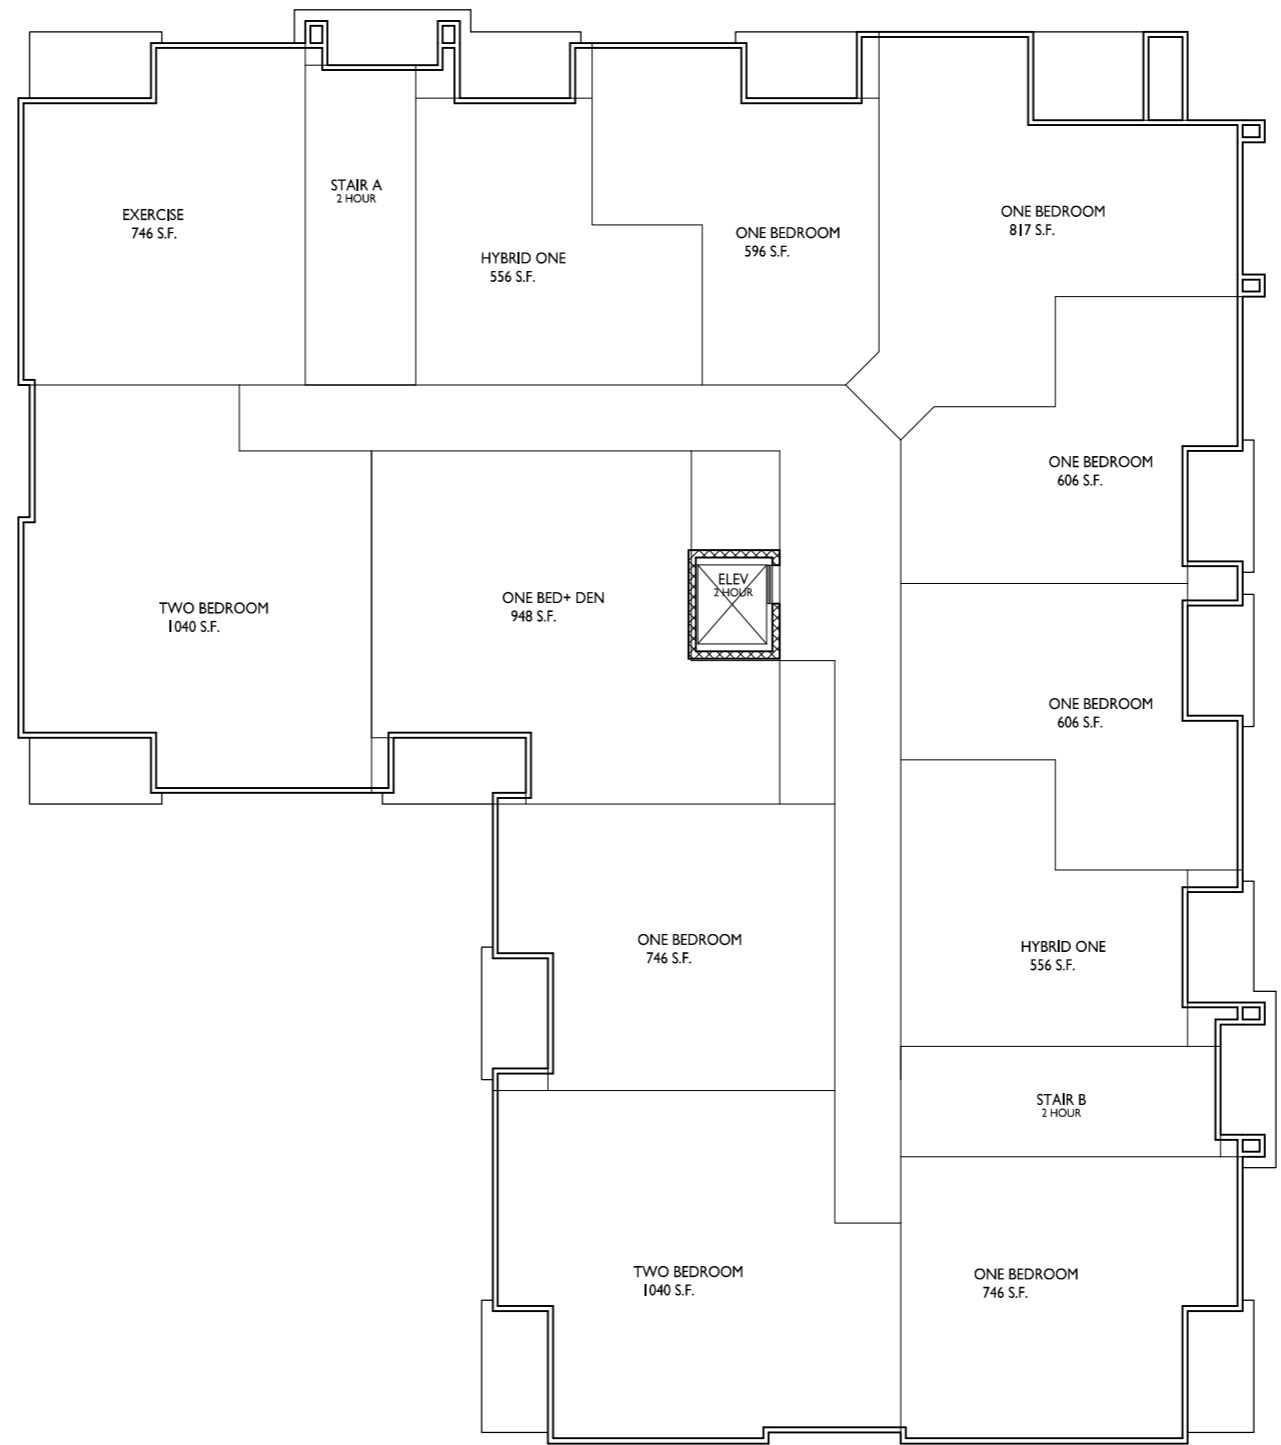 STAIR A
2 HOUR
EXERCISE
746 S.F.
HYBRID ONE
556 S.F.
ONE BEDROOM
596 S.F.
ONE BEDROOM
817 S.F.
ONE BEDROOM
606 S.F.
TWO BEDROOM
1040 S.F.
ONE BED+ DEN
948 S.F.
ELEV
2 HOUR
ONE BEDROOM
606 S.F.
ONE BEDROOM
746 S.F.
HYBRID ONE
556 S.F.
STAIR B
2 HOUR
TWO BEDROOM
1040 S.F.
ONE BEDROOM
746 S.F.